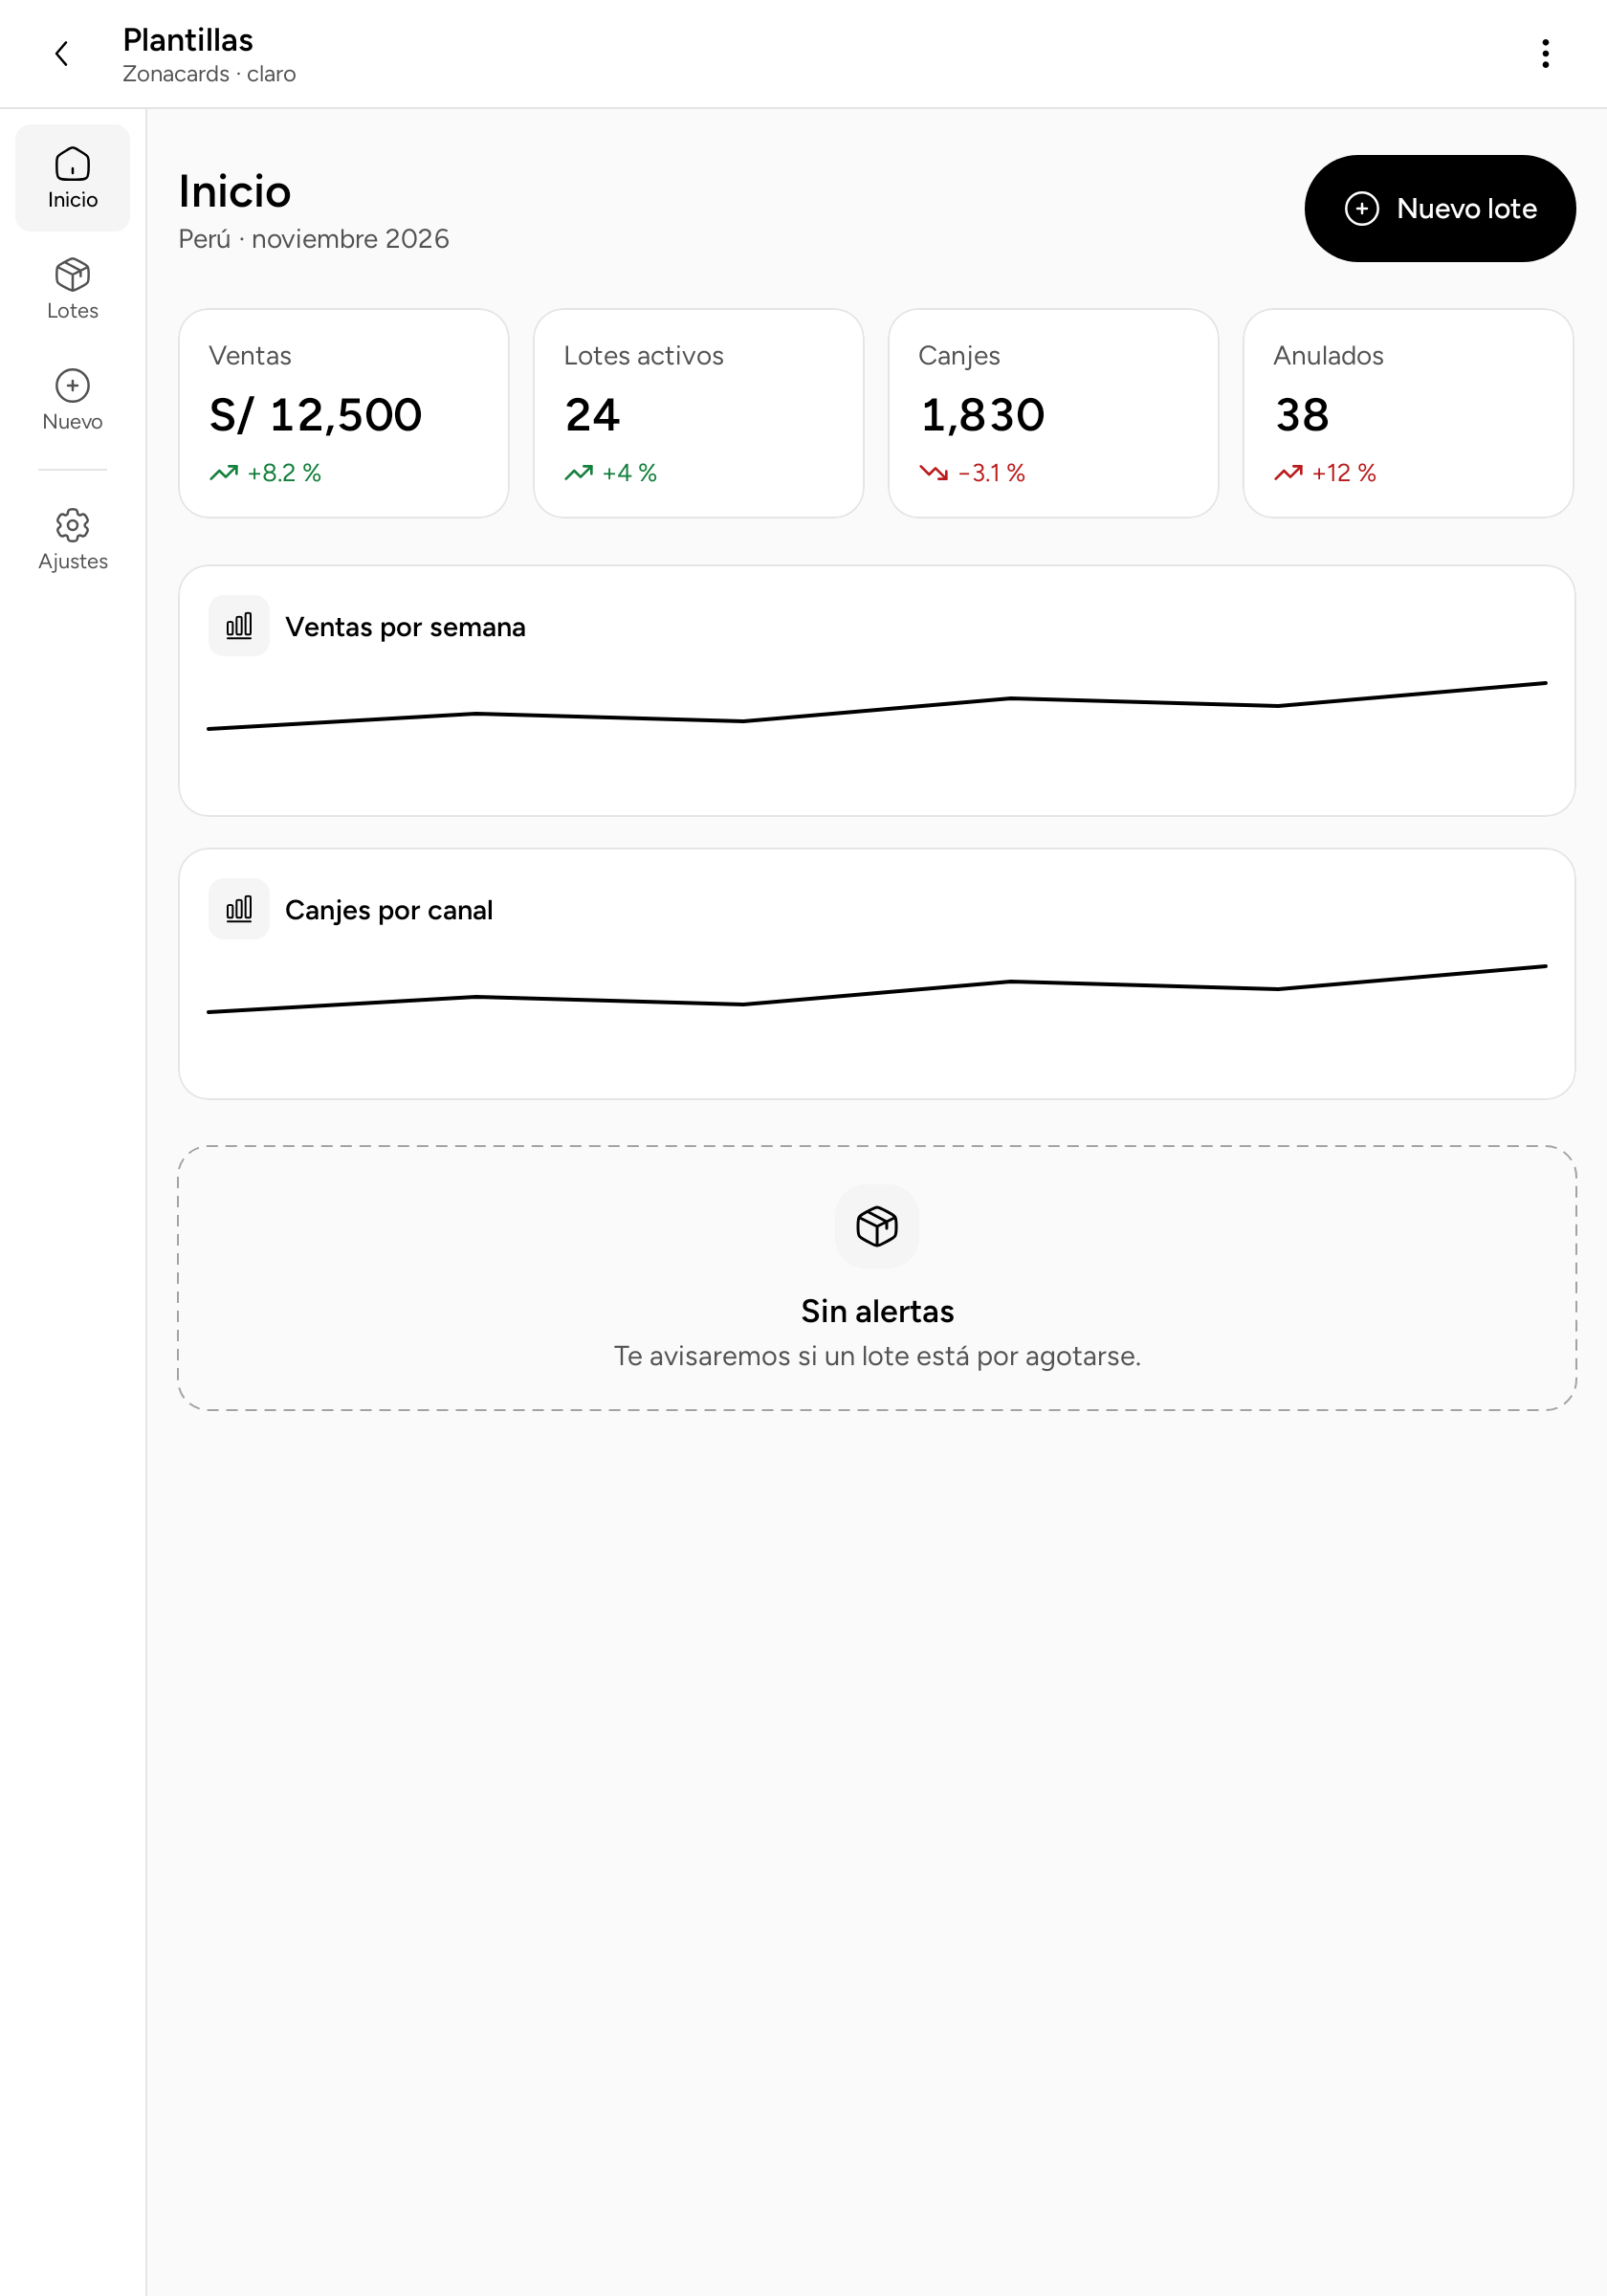 Plantillas
Zonacards · claro
Inicio
Lotes
Nuevo
Ajustes
Inicio
Perú · noviembre 2026
Nuevo lote
Ventas
S/ 12,500
+8.2 %
Lotes activos
24
+4 %
Canjes
1,830
−3.1 %
Anulados
38
+12 %
Ventas por semana
Canjes por canal
Sin alertas
Te avisaremos si un lote está por agotarse.